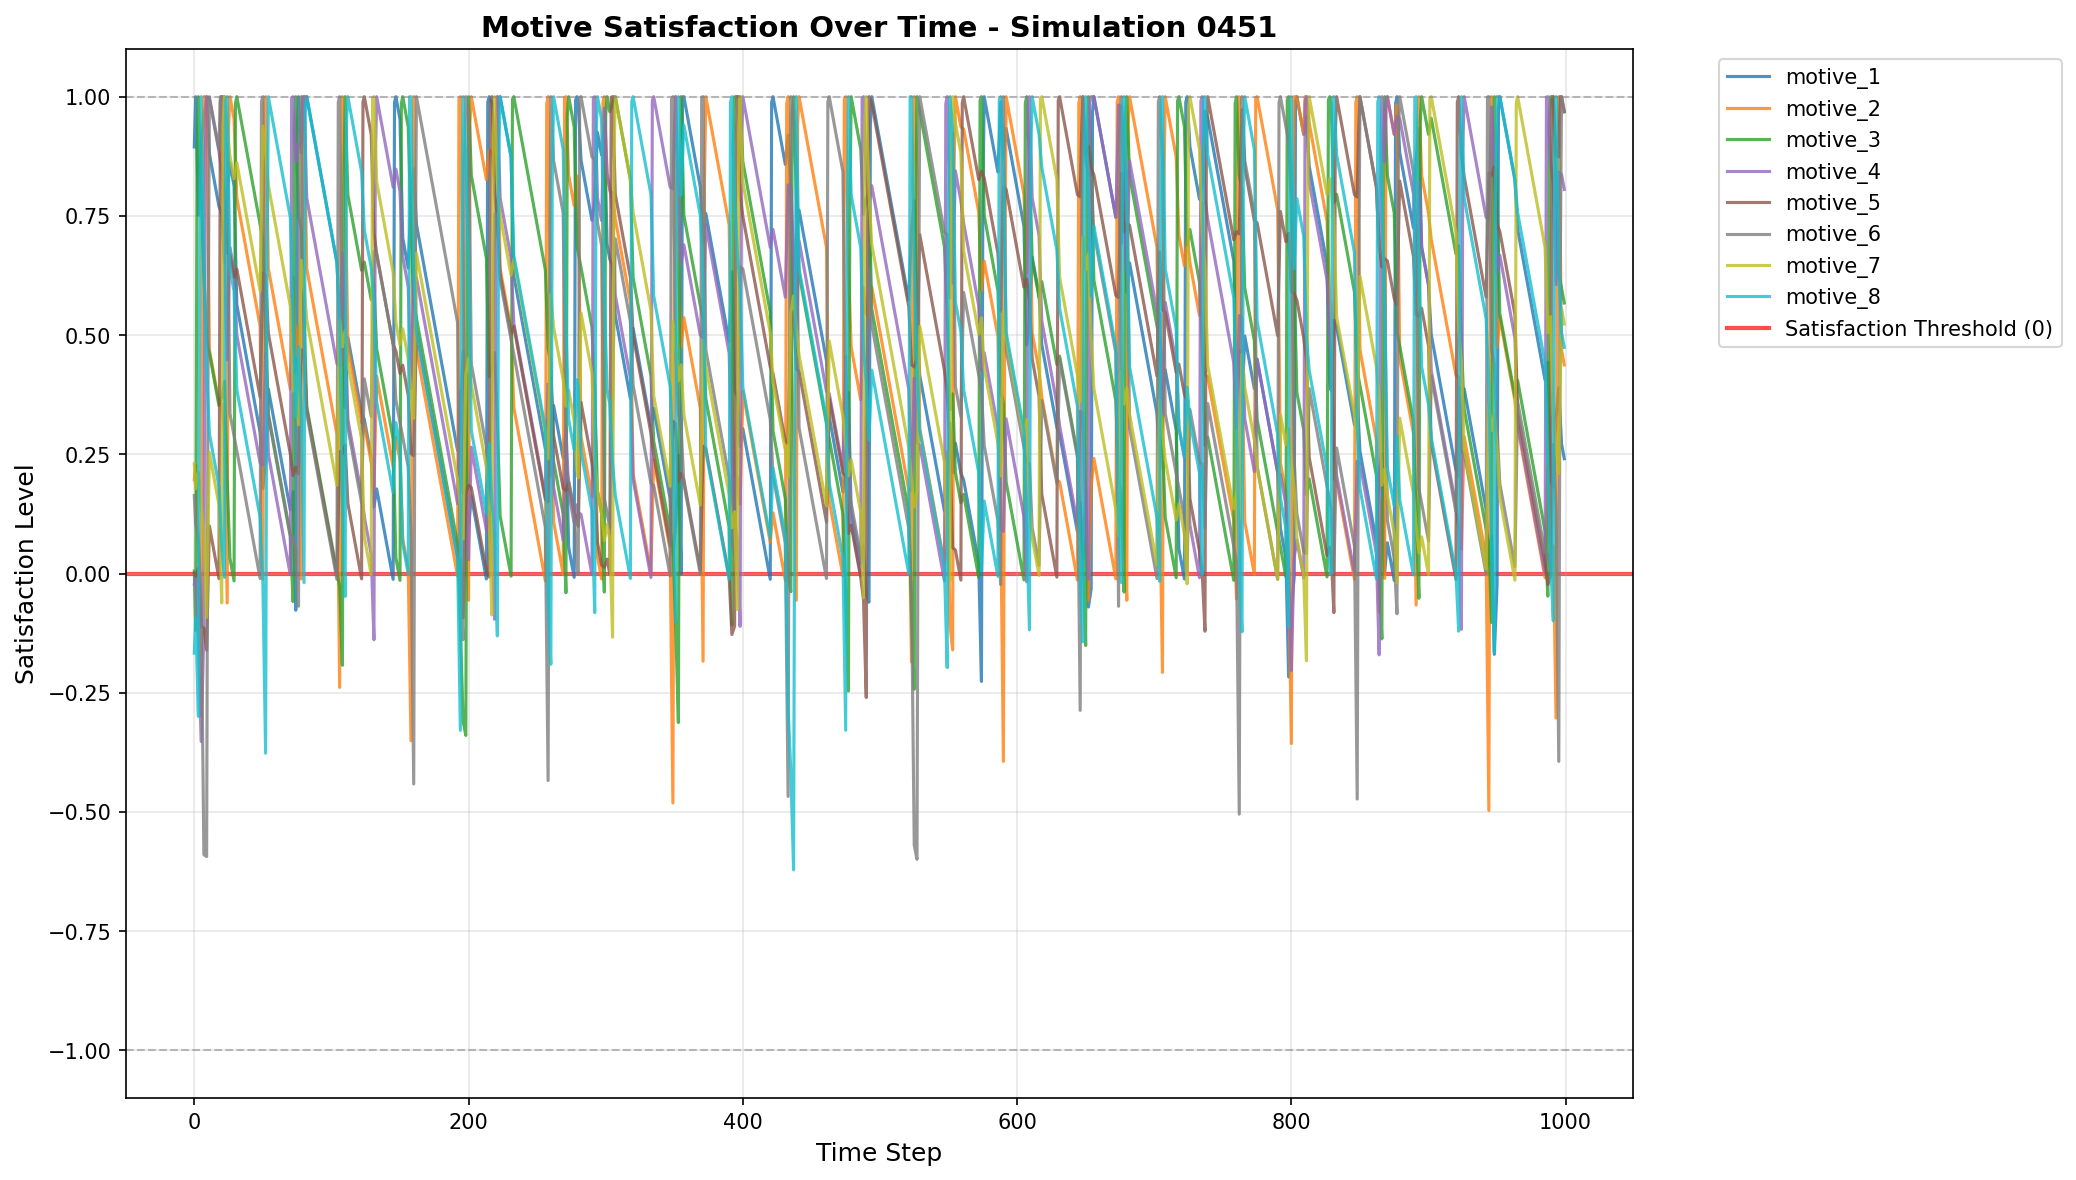 Motive Satisfaction Over Time - Simulation 0451
Satisfaction Level
1.00
0.75
0.50
0.25
0.00
−0.25
−0.50
−0.75
−1.00
0
200
400
600
800
1000
Time Step
motive_1
motive_2
motive_3
motive_4
motive_5
motive_6
motive_7
motive_8
Satisfaction Threshold (0)